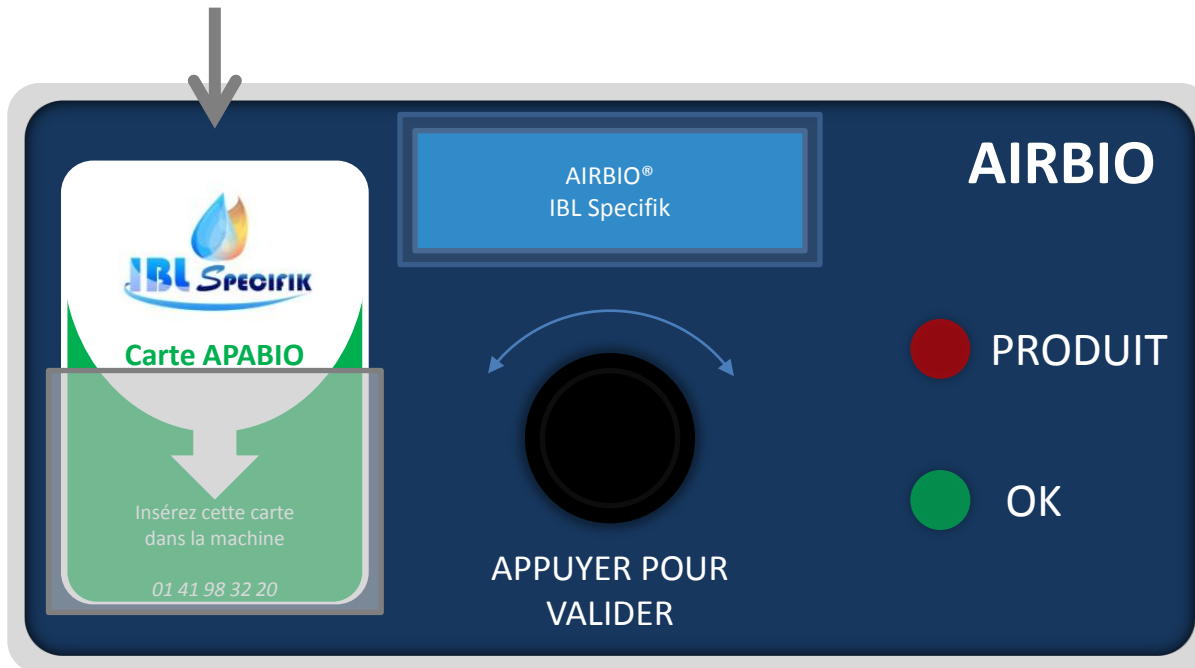 AIRBIO®
IBL Specifik
AIRBIO
IBL SPECIFIK
Carte APABIO
Insérez cette carte
dans la machine
01 41 98 32 20
APPUYER POUR
VALIDER
PRODUIT
OK